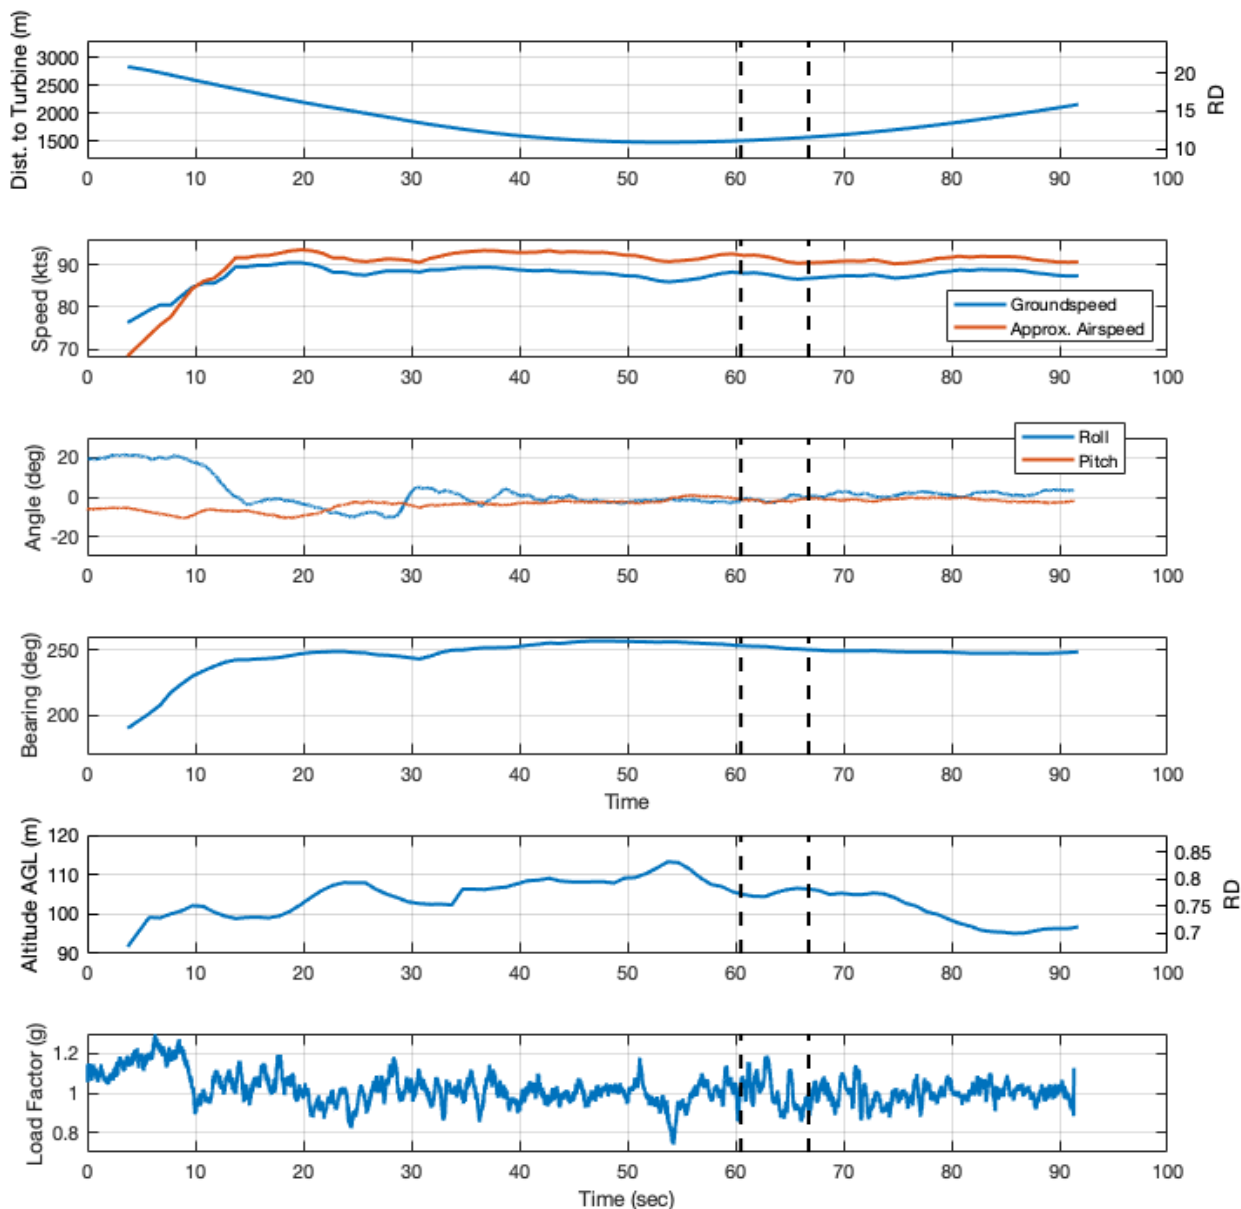 Dist. to Turbine (m)
3000
2500
2000
1500
20
15
10
RD
0 10 20 30 40 50 60 70 80 90 100
Speed (kts)
90
80
70
Groundspeed
Approx. Airspeed
0 10 20 30 40 50 60 70 80 90 100
Angle (deg)
20
0
-20
Roll
Pitch
0 10 20 30 40 50 60 70 80 90 100
Bearing (deg)
250
200
0 10 20 30 40 50 60 70 80 90 100
Time
Altitude AGL (m)
120
110
100
90
0.85
0.8
0.75
0.7
RD
0 10 20 30 40 50 60 70 80 90 100
Load Factor (g)
1.2
1
0.8
0 10 20 30 40 50 60 70 80 90 100
Time (sec)